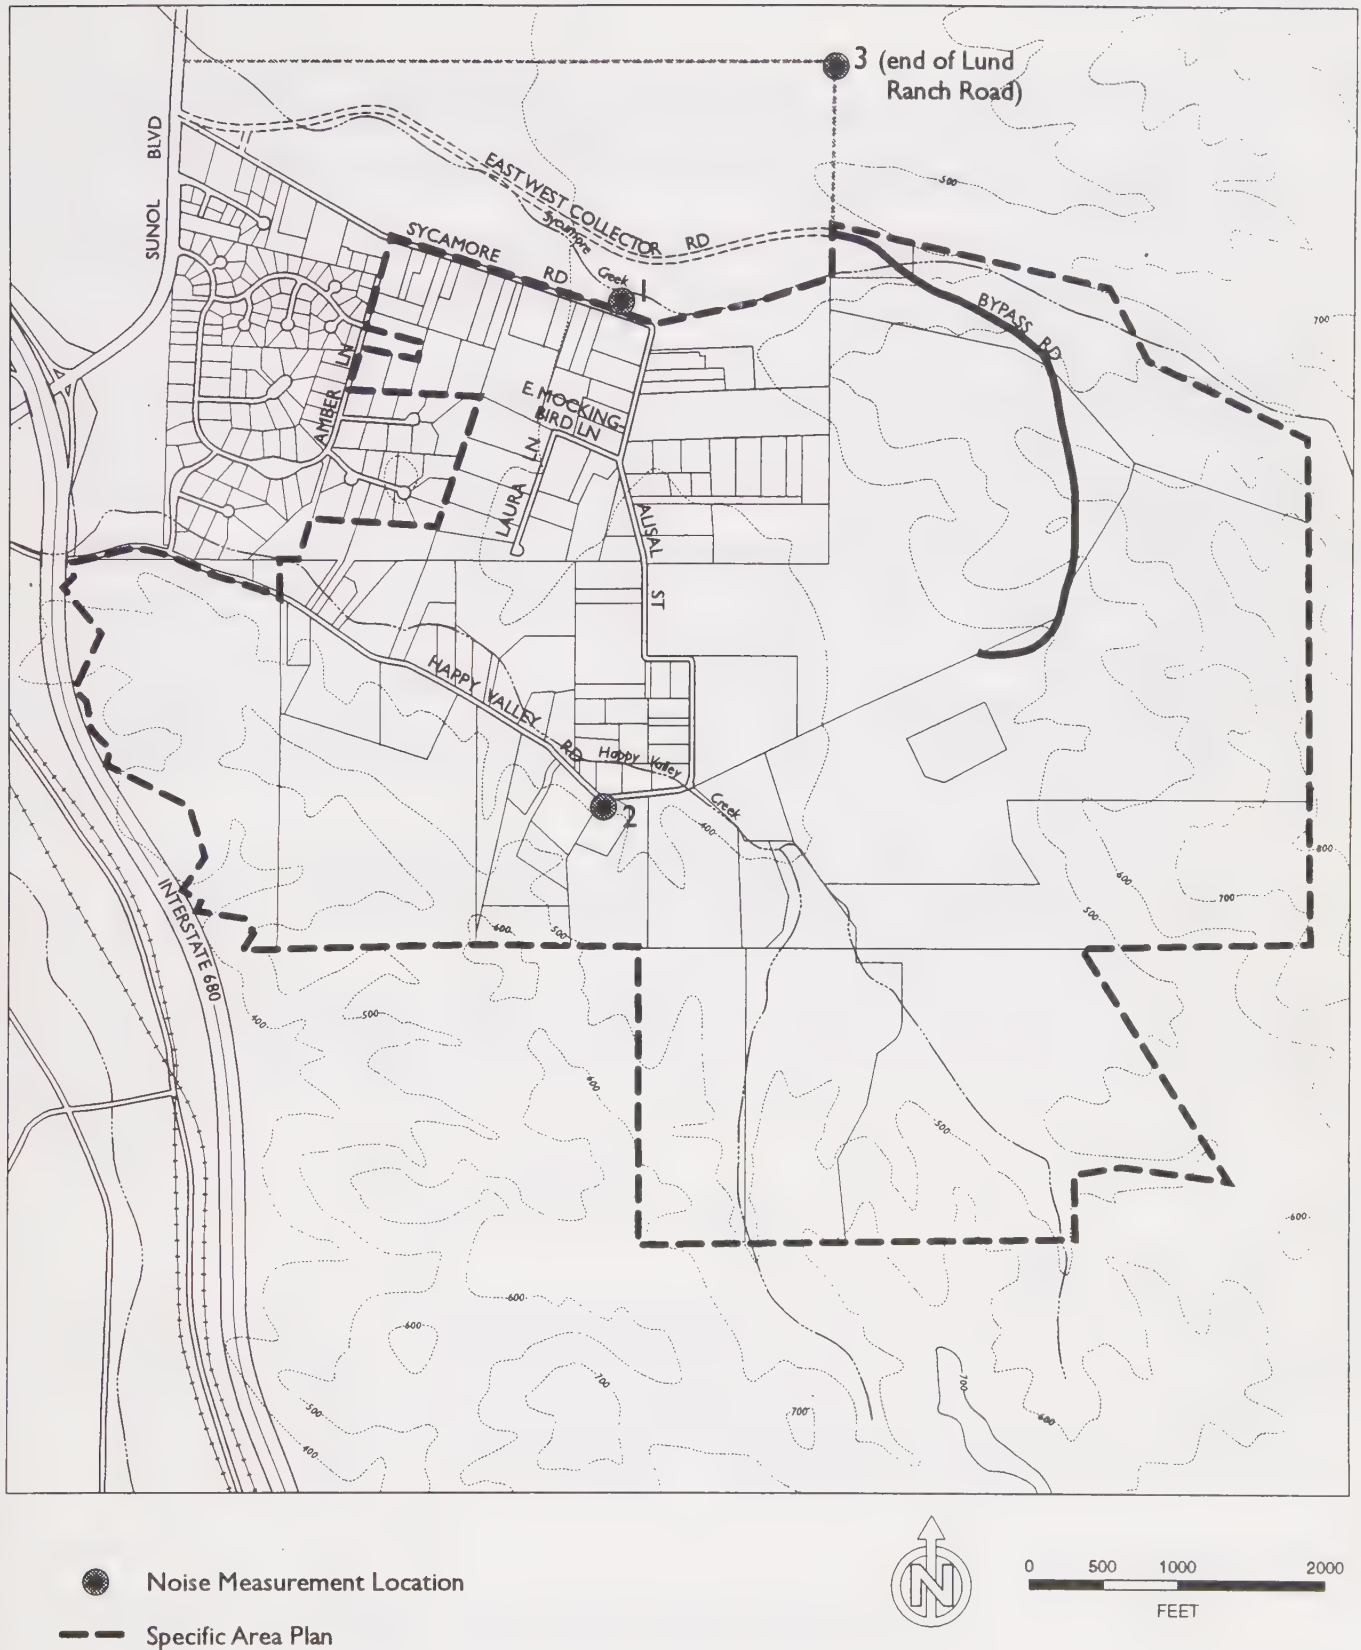 3 (end of Lund
Ranch Road)
SUNOL BLVD
EAST WEST COLLECTOR RD
Sycamore
Creek
SYCAMORE RD
1
500
BYPASS RD
700
AMBER LN
E. MOCKING
BIRD LN
LAURA LN
ALISAL ST
HAPPY VALLEY RD
Happy Valley
Creek
2
400
800
600
700
500
600
500
INTERSTATE 680
400
500
600
500
600
600
600
700
700
700
600
500
400
N
0 500 1000 2000
FEET
Noise Measurement Location
Specific Area Plan